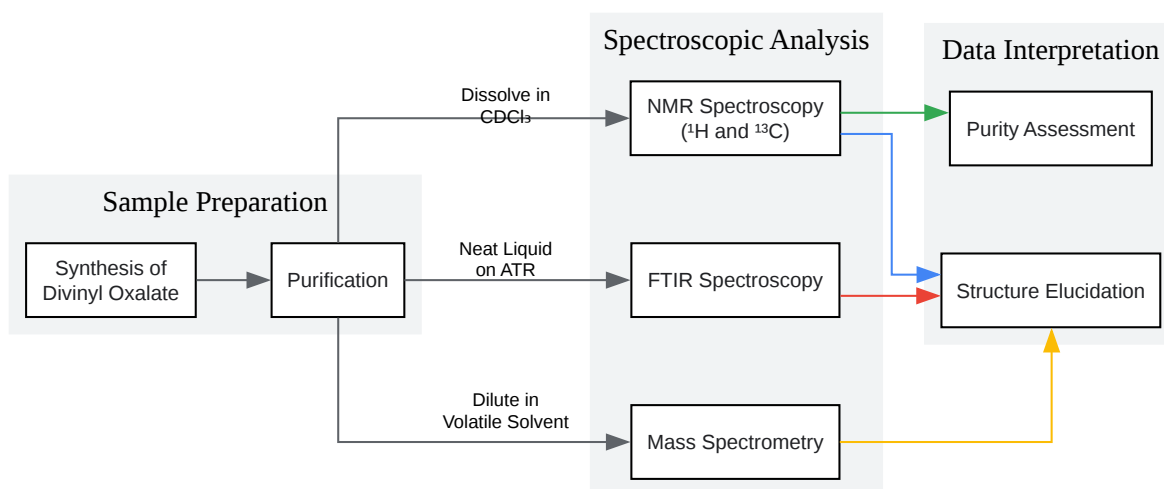 Spectroscopic Analysis
Data Interpretation
Dissolve in
CDCl₃
NMR Spectroscopy
(¹H and ¹³C)
Purity Assessment
Sample Preparation
Synthesis of
Divinyl Oxalate
Purification
Neat Liquid
on ATR
FTIR Spectroscopy
Structure Elucidation
Dilute in
Volatile Solvent
Mass Spectrometry